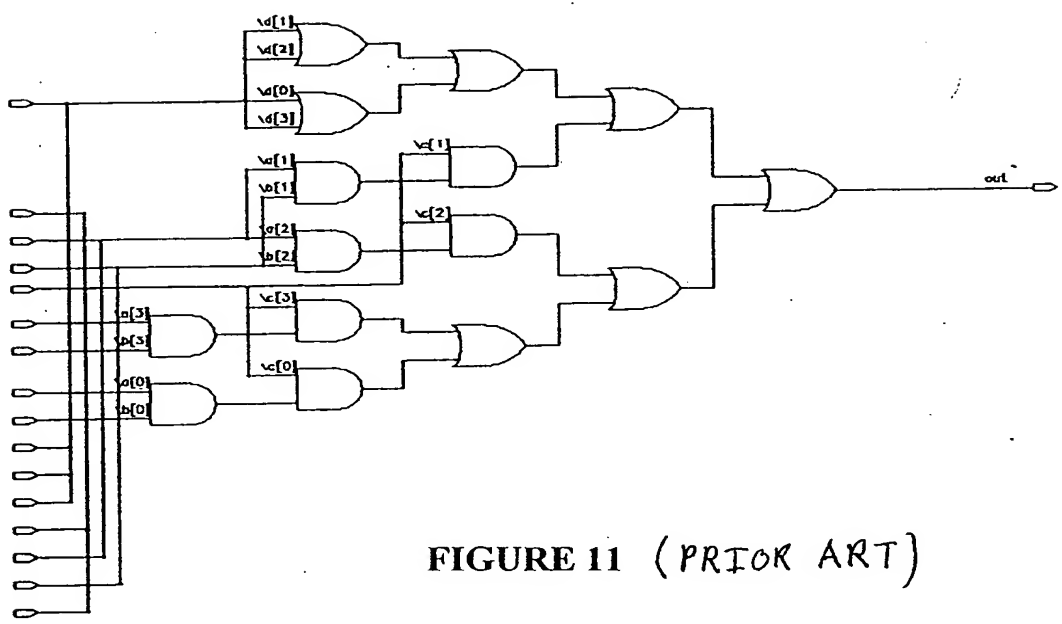 \d[1]
\d[2]
\d[0]
\d[3]
\c[1]
\a[1]
\b[1]
out
\c[2]
\a[2]
\b[2]
\c[3]
\a[3]
\b[3]
\c[0]
\a[0]
\b[0]
FIGURE 11 (PRIOR ART)